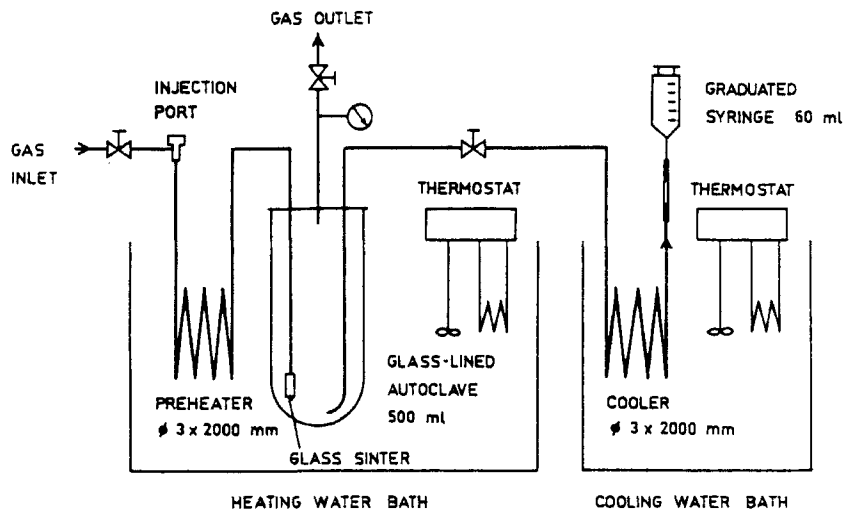 GAS OUTLET
INJECTION
PORT
GAS
INLET
GRADUATED
SYRINGE 60 ml
THERMOSTAT
THERMOSTAT
GLASS-LINED
AUTOCLAVE
500 ml
PREHEATER
ϕ 3 x 2000 mm
GLASS SINTER
COOLER
ϕ 3 x 2000 mm
HEATING WATER BATH
COOLING WATER BATH